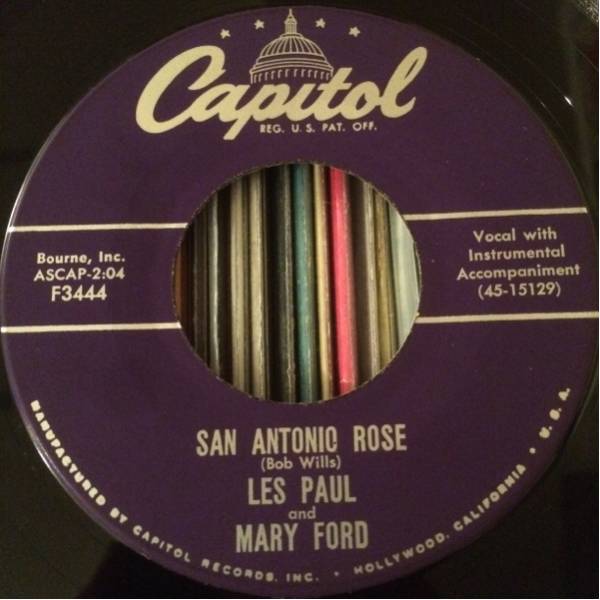 Capitol
REG. U. S. PAT. OFF.
Bourne, Inc.
ASCAP-2:04
F3444
Vocal with
Instrumental
Accompaniment
(45-15129)
SAN ANTONIO ROSE
(Bob Wills)
LES PAUL
and
MARY FORD
MANUFACTURED BY CAPITOL RECORDS, INC. • HOLLYWOOD, CALIFORNIA • U. S. A.